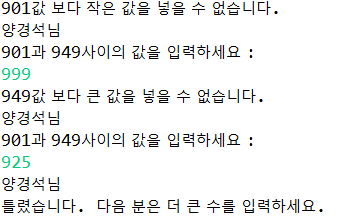 901값 보다 작은 값을 넣을 수 없습니다.
양경석님
901과 949사이의 값을 입력하세요 :
999
949값 보다 큰 값을 넣을 수 없습니다.
양경석님
901과 949사이의 값을 입력하세요 :
925
양경석님
틀렸습니다. 다음 분은 더 큰 수를 입력하세요.